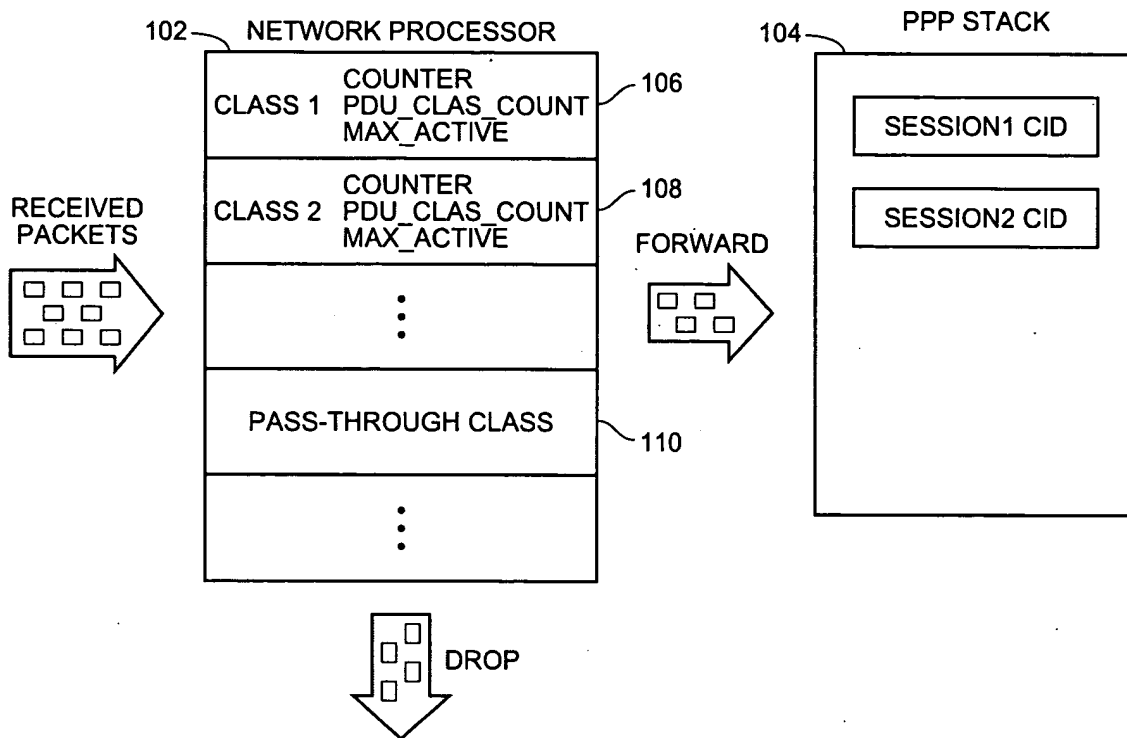 NETWORK PROCESSOR
102
CLASS 1
COUNTER
PDU_CLAS_COUNT
MAX_ACTIVE
106
CLASS 2
COUNTER
PDU_CLAS_COUNT
MAX_ACTIVE
108
PASS-THROUGH CLASS
110
RECEIVED
PACKETS
FORWARD
DROP
PPP STACK
104
SESSION1 CID
SESSION2 CID